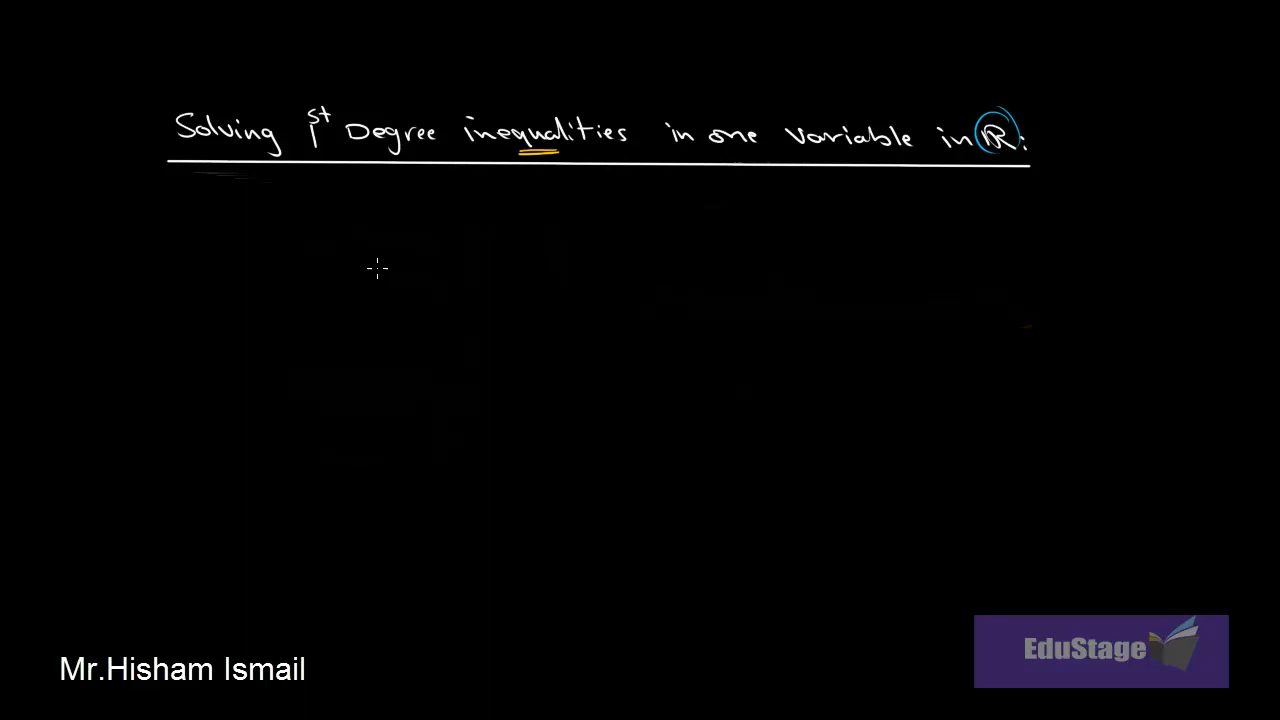 Solving 1st Degree inequalities in one variable in ℝ:
EduStage
Mr.Hisham Ismail